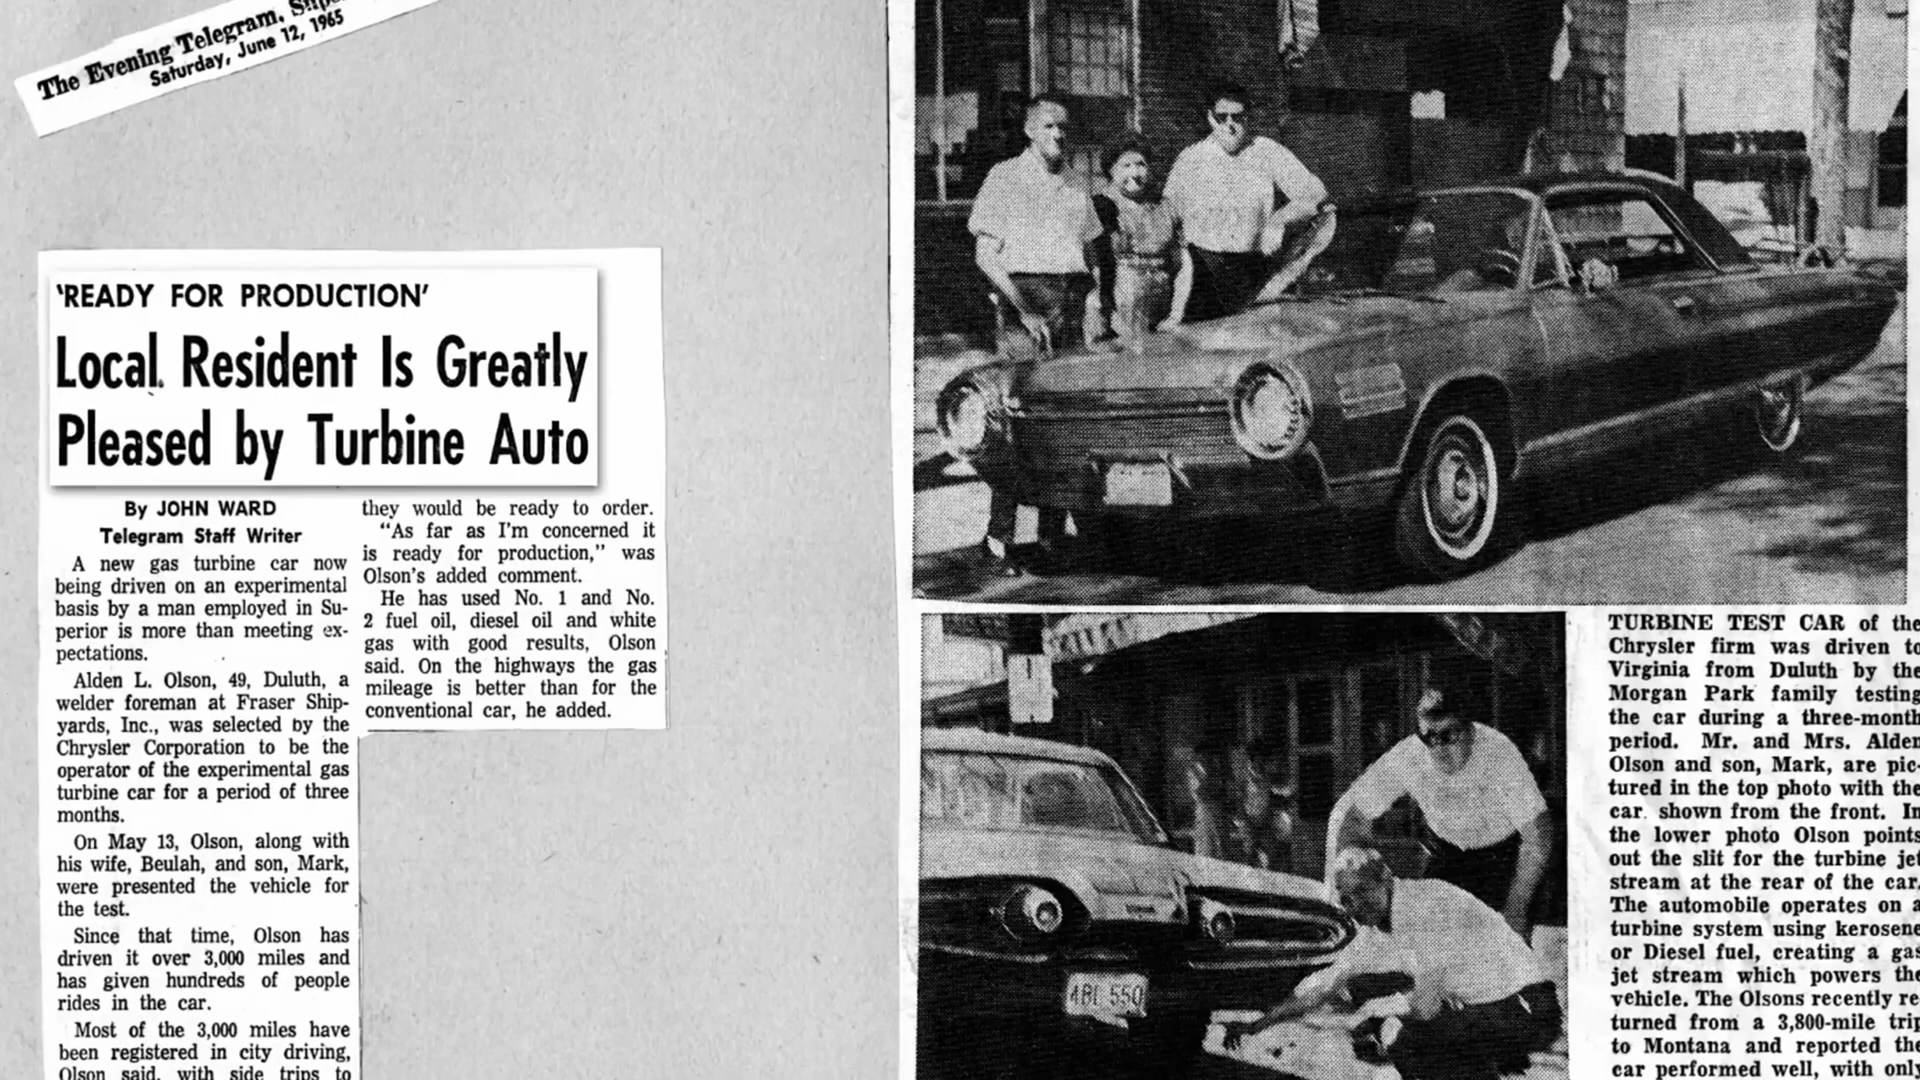 The Evening Telegram,
Saturday, June 12, 1965
'READY FOR PRODUCTION'
Local Resident Is Greatly
Pleased by Turbine Auto
By JOHN WARD
Telegram Staff Writer
A new gas turbine car now
being driven on an experimental
basis by a man employed in Su-
perior is more than meeting ex-
pectations.
Alden L. Olson, 49, Duluth, a
welder foreman at Fraser Ship-
yards, Inc., was selected by the
Chrysler Corporation to be the
operator of the experimental gas
turbine car for a period of three
months.
On May 13, Olson, along with
his wife, Beulah, and son, Mark,
were presented the vehicle for
the test.
Since that time, Olson has
driven it over 3,000 miles and
has given hundreds of people
rides in the car.
Most of the 3,000 miles have
been registered in city driving,
Olson said, with side trips to
they would be ready to order.
"As far as I'm concerned it
is ready for production," was
Olson's added comment.
He has used No. 1 and No.
2 fuel oil, diesel oil and white
gas with good results, Olson
said. On the highways the gas
mileage is better than for the
conventional car, he added.
4BL 550
TURBINE TEST CAR of the
Chrysler firm was driven to
Virginia from Duluth by the
Morgan Park family testing
the car during a three-month
period. Mr. and Mrs. Alden
Olson and son, Mark, are pic-
tured in the top photo with the
car shown from the front. In
the lower photo Olson points
out the slit for the turbine jet
stream at the rear of the car.
The automobile operates on a
turbine system using kerosene
or Diesel fuel, creating a gas
jet stream which powers the
vehicle. The Olsons recently re-
turned from a 3,800-mile trip
to Montana and reported the
car performed well, with only